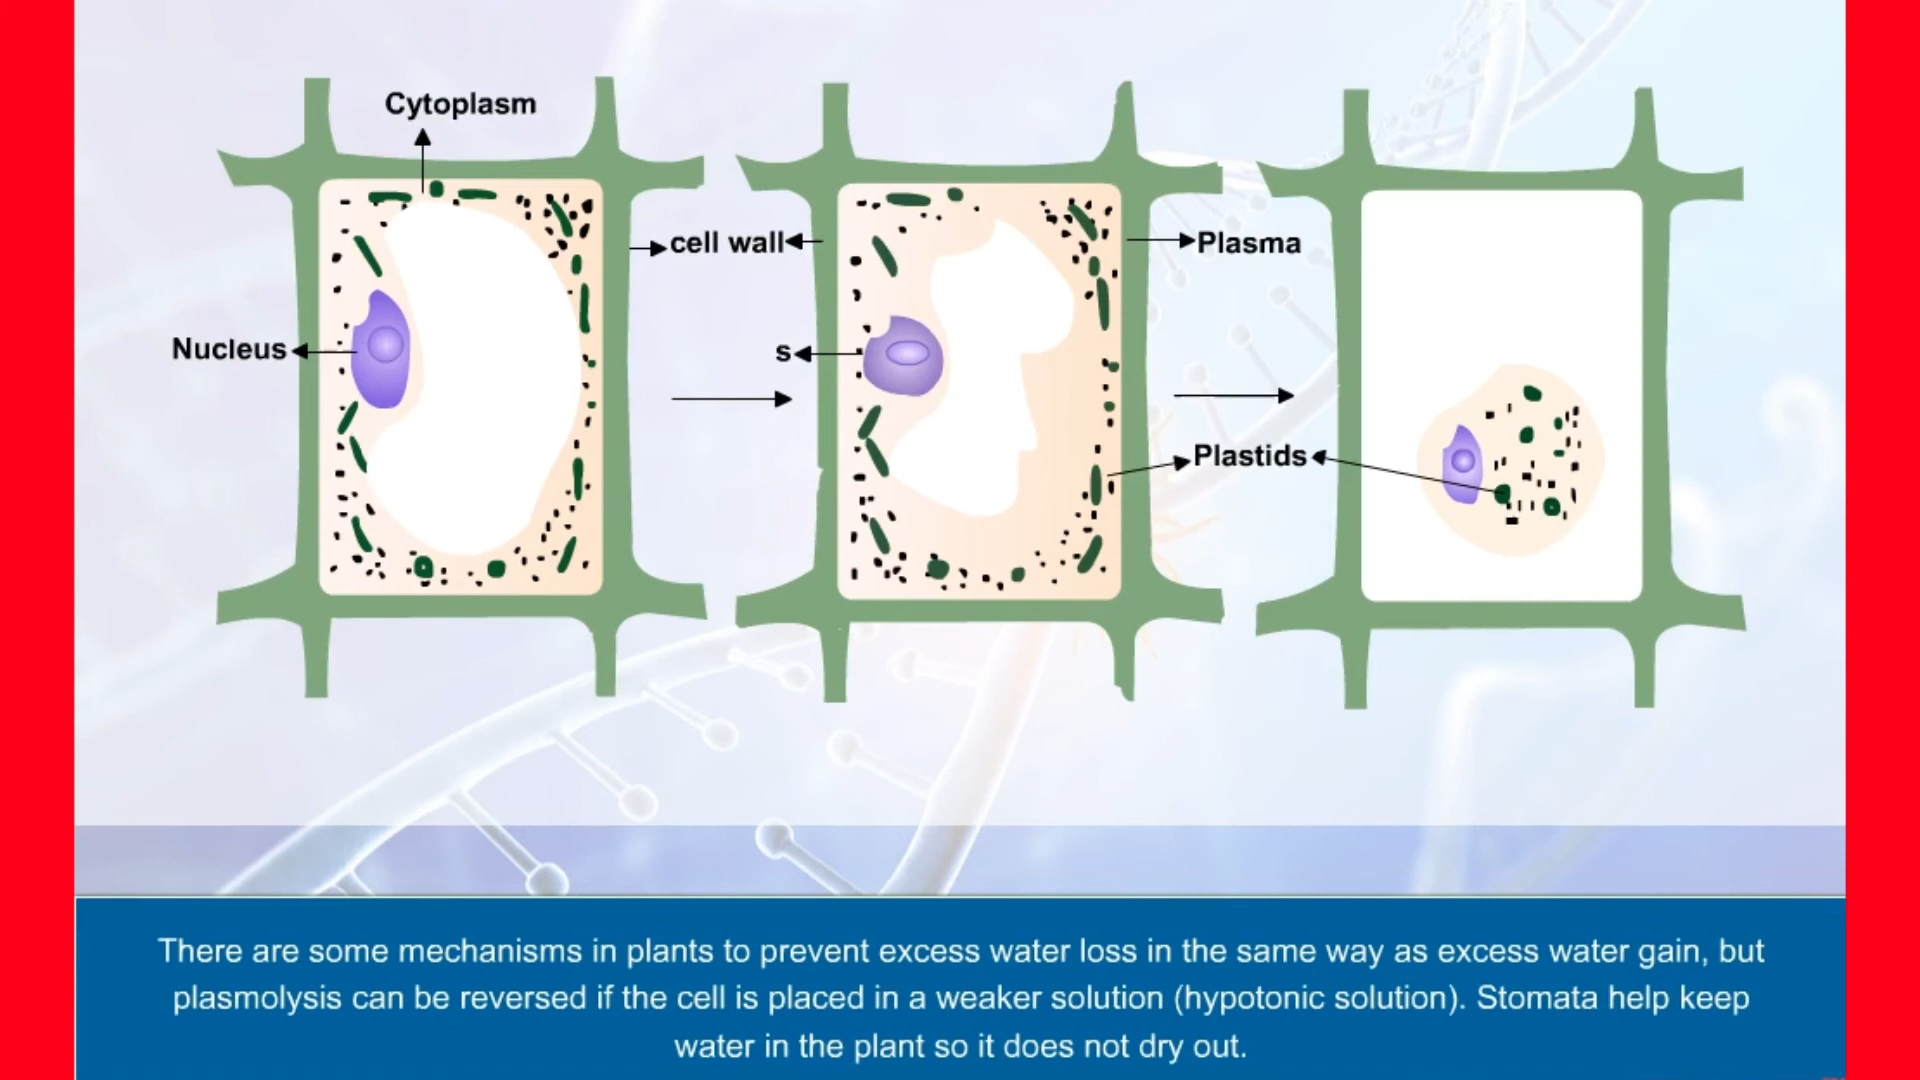 Cytoplasm
cell wall
Plasma
Nucleus
s
Plastids
There are some mechanisms in plants to prevent excess water loss in the same way as excess water gain, but
plasmolysis can be reversed if the cell is placed in a weaker solution (hypotonic solution). Stomata help keep
water in the plant so it does not dry out.